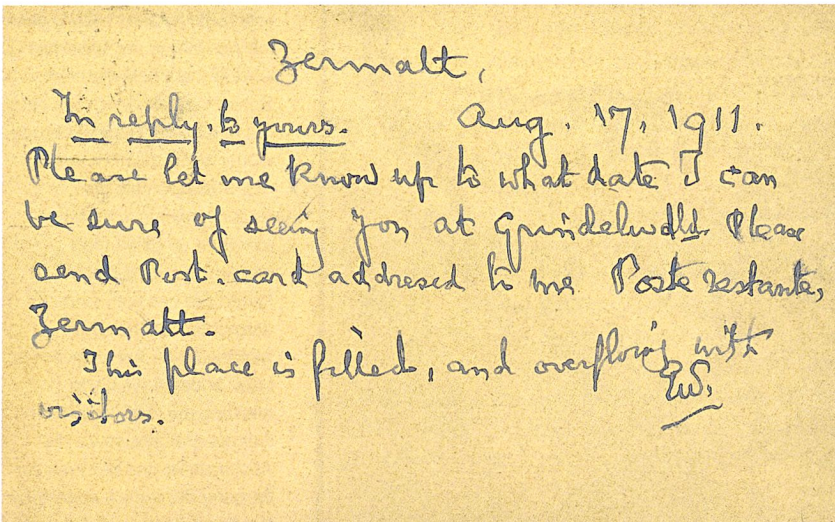 Zermatt,
In reply to yours. Aug. 17, 1911.
Please let me know up to what date I can
be sure of seeing you at Grindelwald. Please
send Post-card addresed to me Poste restante,
Zermatt.
This place is filled, and overflowing with
visitors.